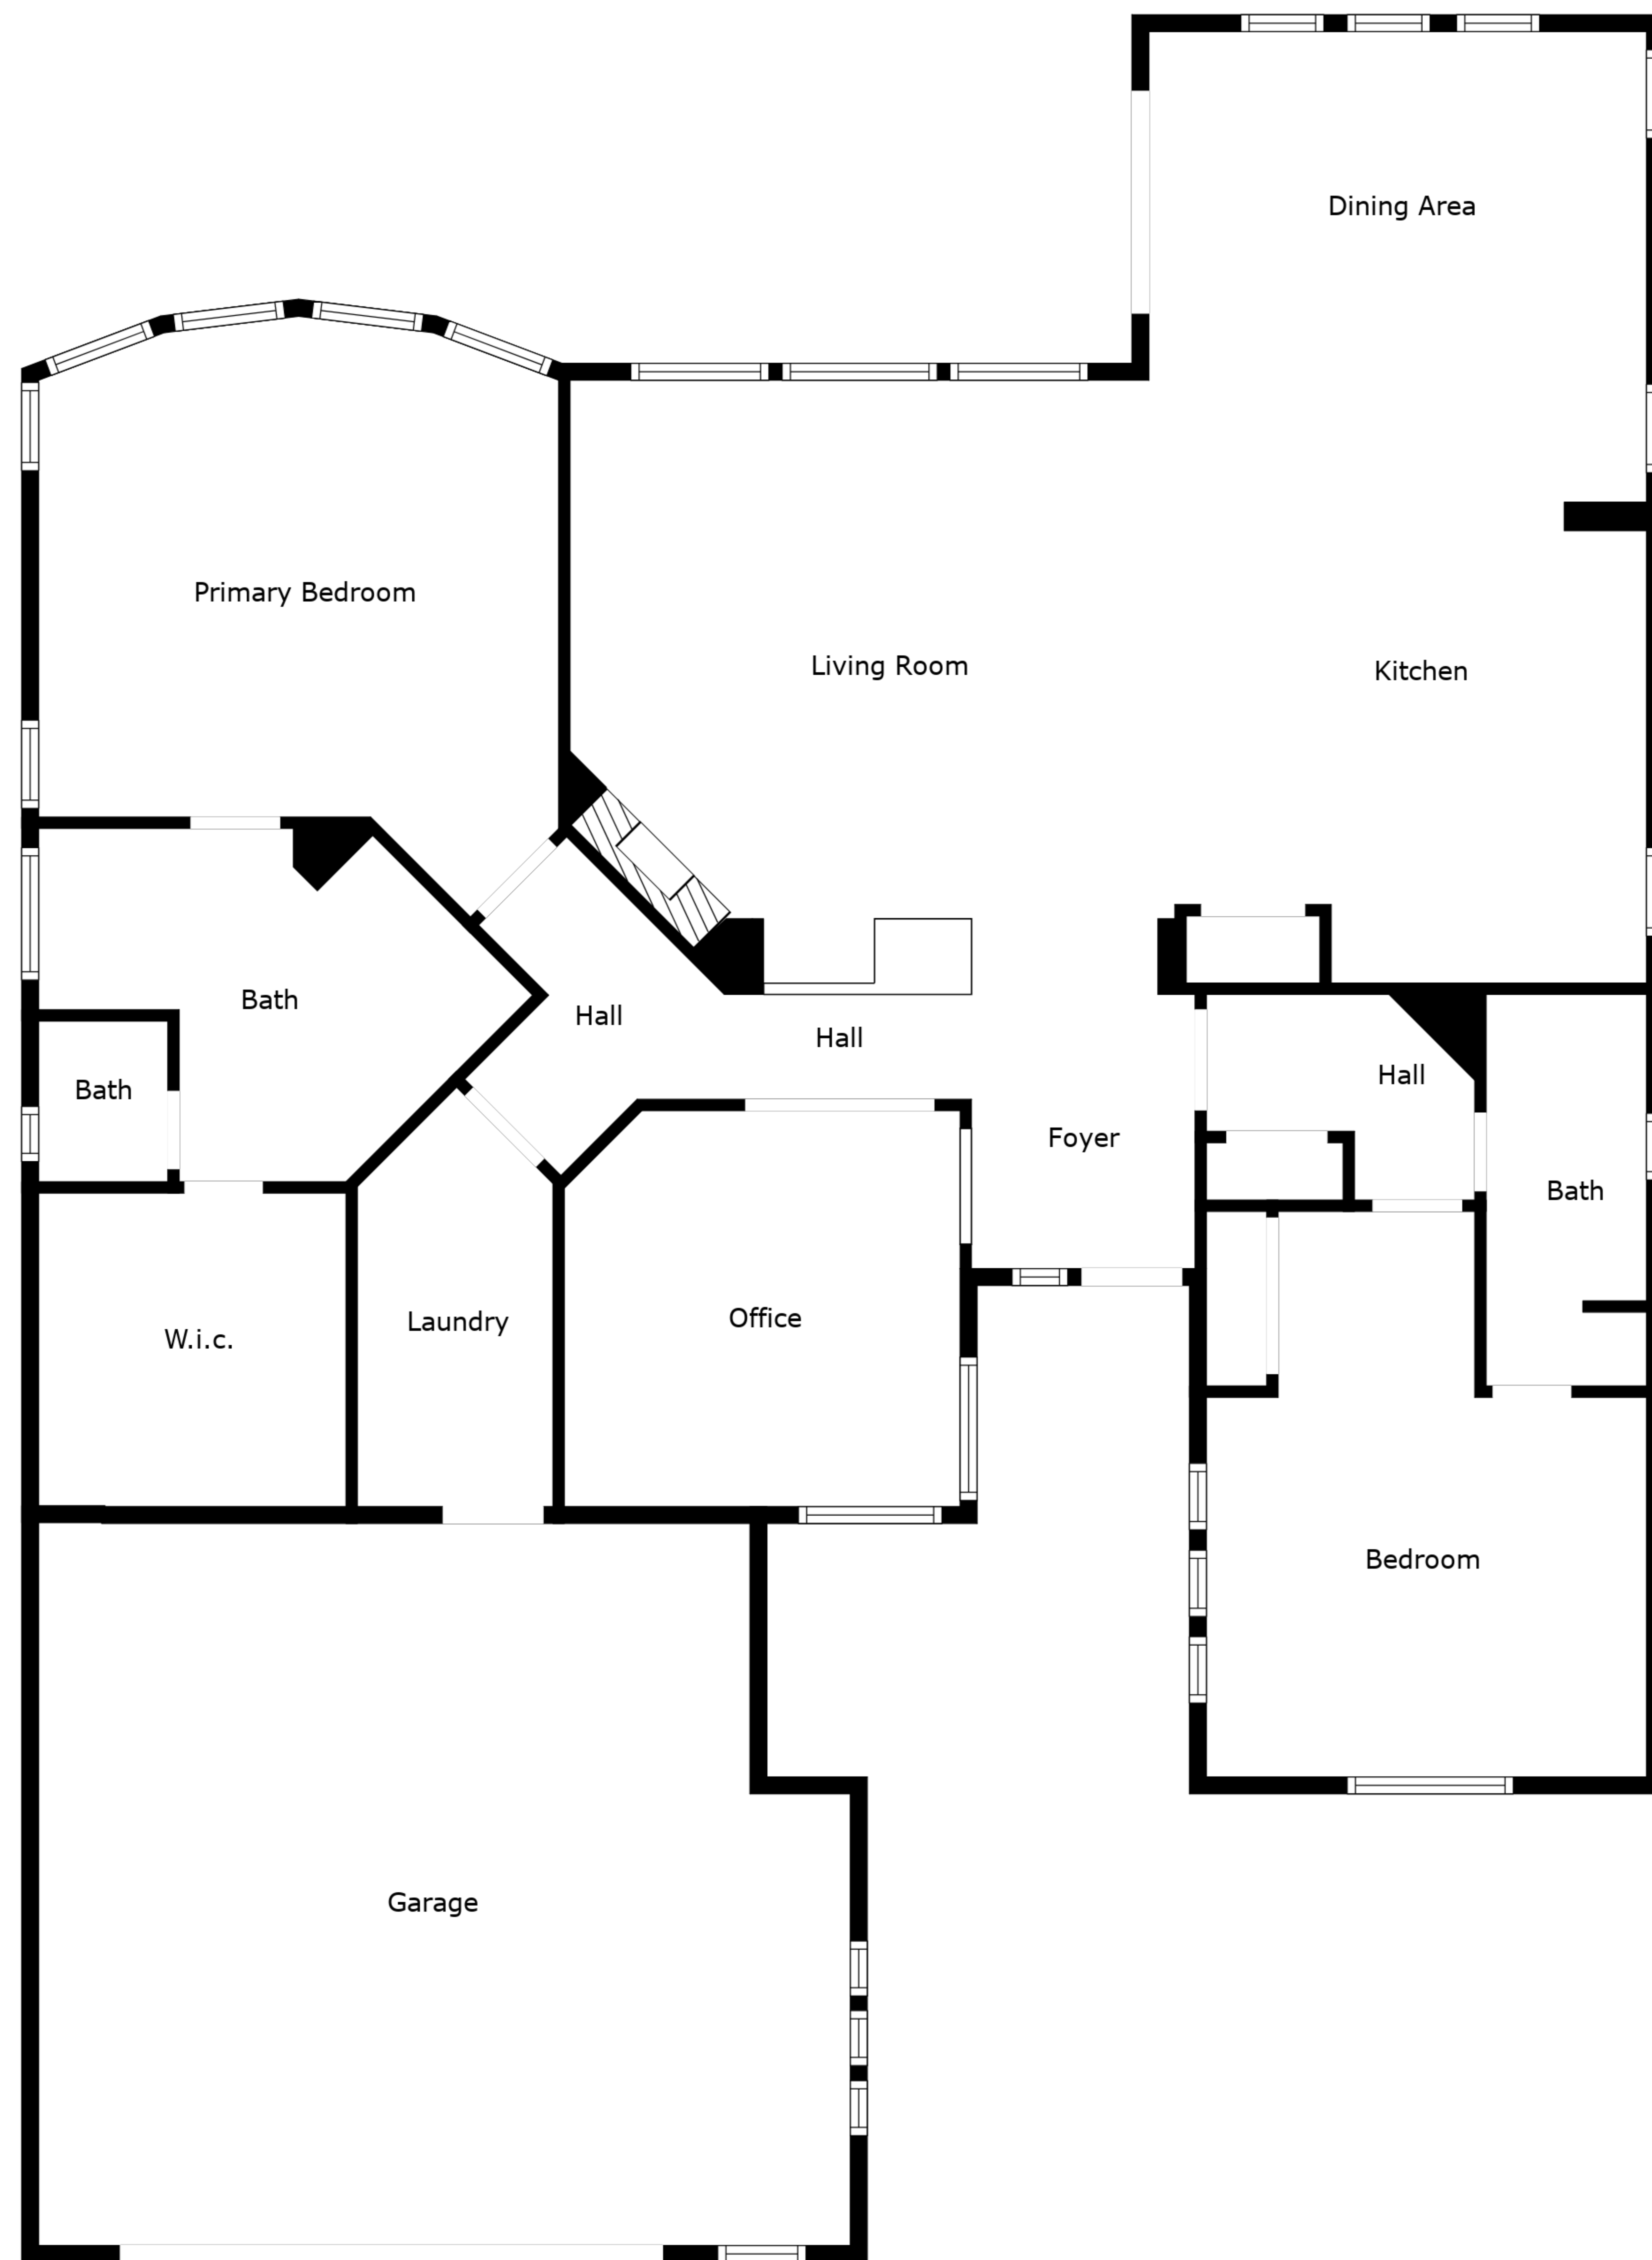 Dining Area
Primary Bedroom
Living Room
Kitchen
Bath
Hall
Hall
Hall
Bath
Foyer
Bath
Laundry
Office
W.i.c.
Bedroom
Garage